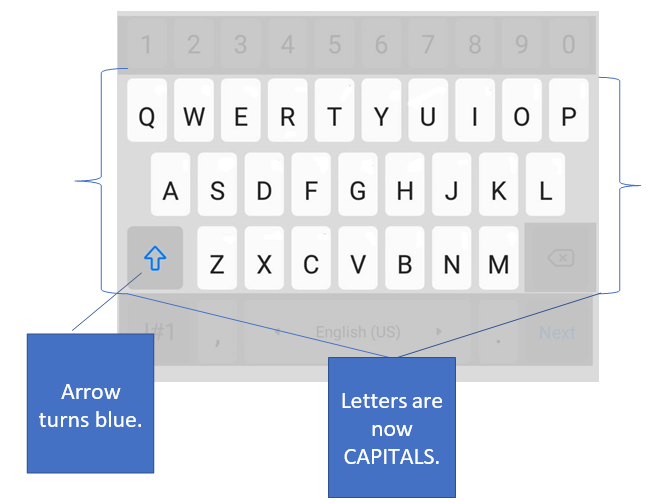 1 2 3 4 5 6 7 8 9 0
Q W E R T Y U I O P
A S D F G H J K L
Z X C V B N M
!#1 , English (US) . Next
Arrow
turns blue.
Letters are
now
CAPITALS.